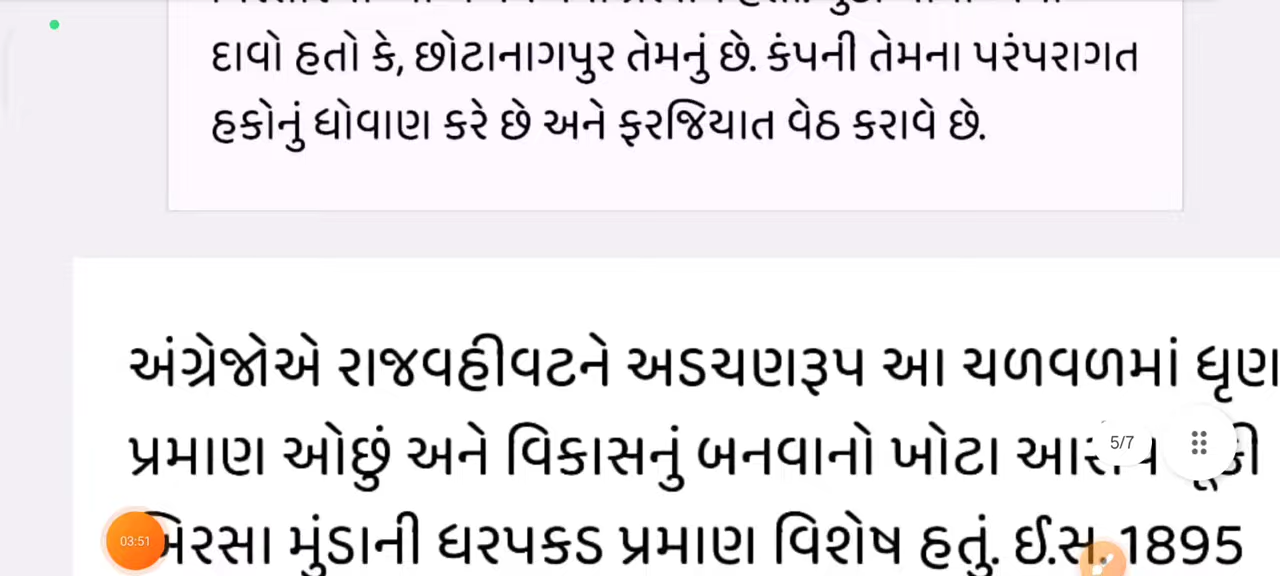 દાવો હતો કે, છોટાનાગપુર તેમનું છે. કંપની તેમના પરંપરાગત
હકોનું ધોવાણ કરે છે અને ફરજિયાત વેઠ કરાવે છે.
અંગ્રેજોએ રાજવહીવટને અડચણરૂપ આ ચળવળમાં
પ્રમાણ ઓછું અને વિકાસનું બનવાનો ખોટા
5/7
બિરસા મુંડાની ધરપકડ પ્રમાણ વિશેષ હતું. ઈ.સ. 1895
03:51